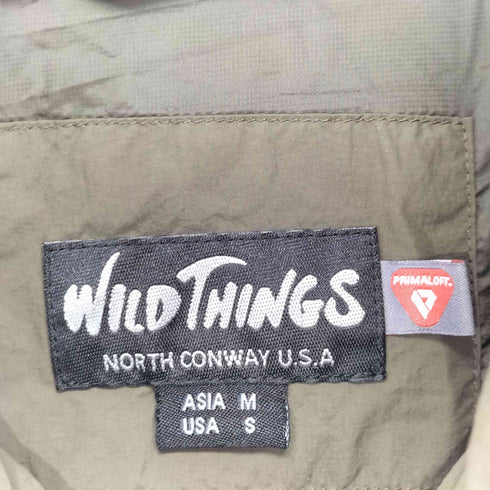 WILD THINGS
PRIMALOFT
NORTH CONWAY U.S.A
ASIA M
USA S